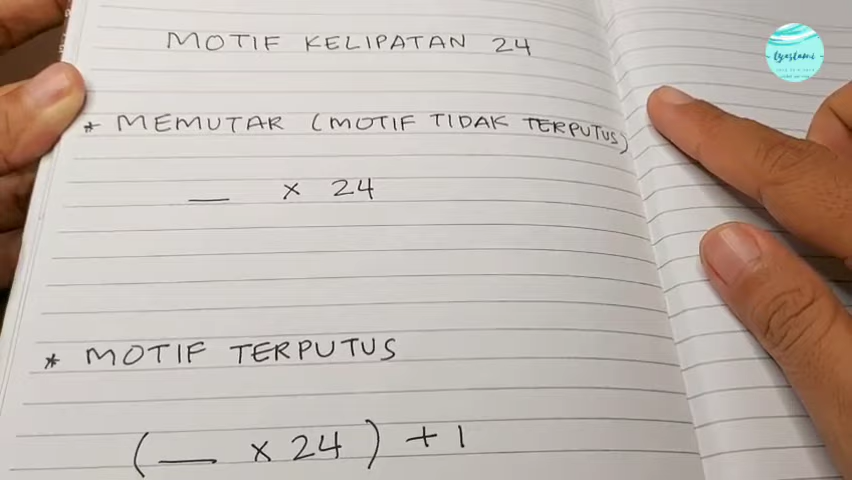 MOTIF KELIPATAN 24
* MEMUTAR (MOTIF TIDAK TERPUTUS)
__ x 24
* MOTIF TERPUTUS
(__ x 24) + 1